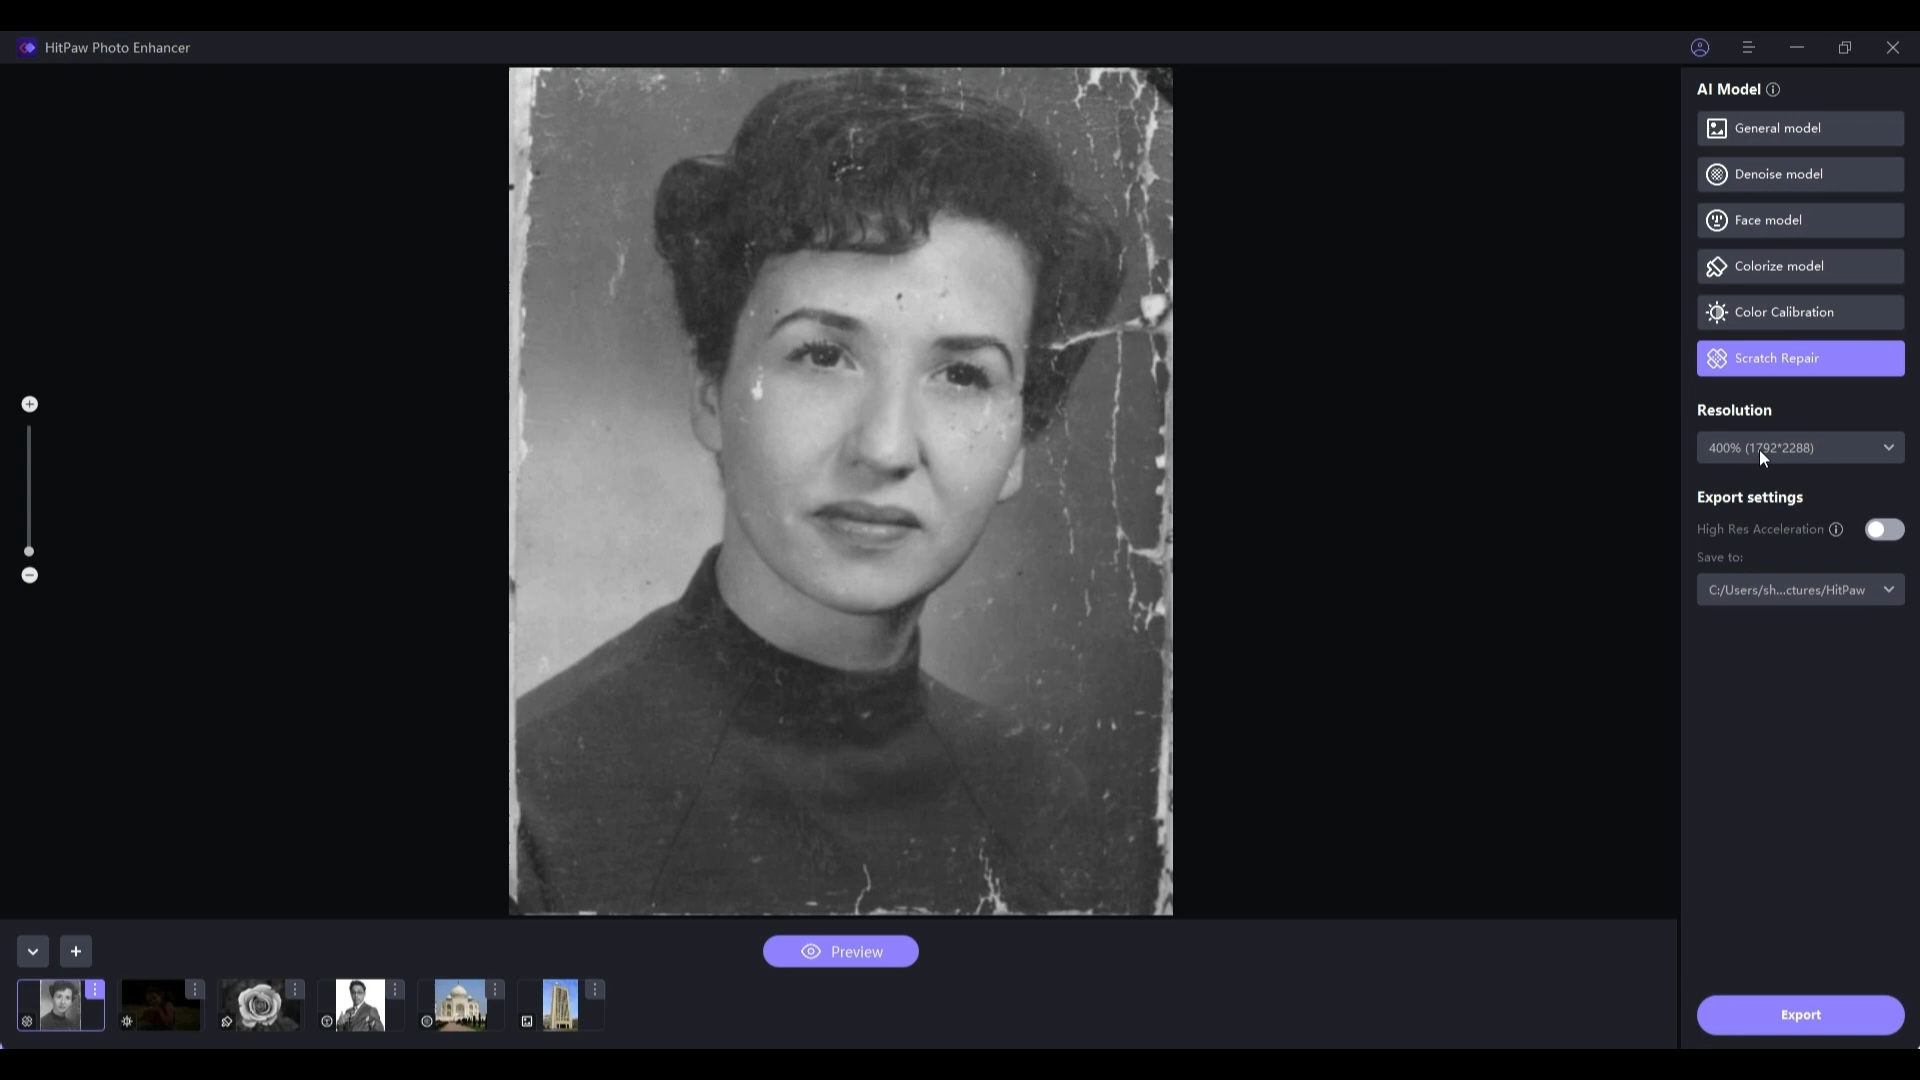 HitPaw Photo Enhancer
AI Model
General model
Denoise model
Face model
Colorize model
Color Calibration
Scratch Repair
Resolution
400% (1792*2288)
Export settings
High Res Acceleration
Save to:
C:/Users/sh...ctures/HitPaw
Preview
Export